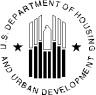 U.S. DEPARTMENT OF HOUSING
AND URBAN DEVELOPMENT